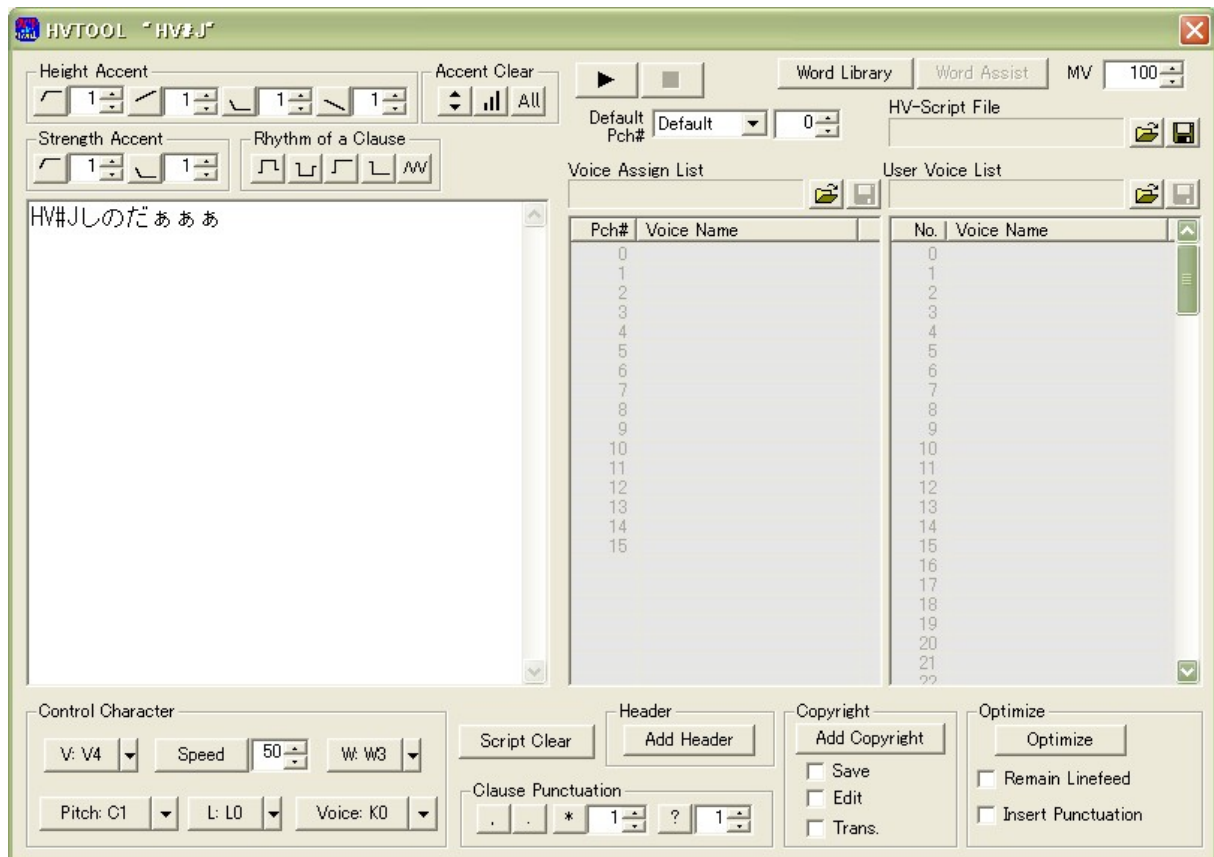 HVTOOL "HV#J"
Height Accent
1 1 1 1
Accent Clear
All
Strength Accent
1 1
Rhythm of a Clause
HV#Jしのだぁぁぁ
Word Library
Word Assist
MV 100
Default Pch#
Default
0
HV-Script File
Voice Assign List
User Voice List
Pch# Voice Name
0
1
2
3
4
5
6
7
8
9
10
11
12
13
14
15
No. Voice Name
0
1
2
3
4
5
6
7
8
9
10
11
12
13
14
15
16
17
18
19
20
21
22
Control Character
V: V4
Speed 50
W: W3
Pitch: C1
L: L0
Voice: K0
Script Clear
Header
Add Header
Clause Punctuation
, . * 1 ? 1
Copyright
Add Copyright
Save
Edit
Trans.
Optimize
Optimize
Remain Linefeed
Insert Punctuation